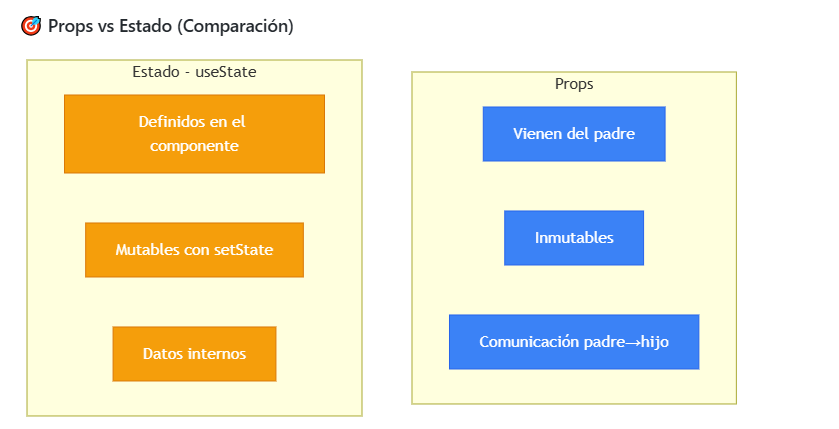 🎯 Props vs Estado (Comparación)
Estado - useState
Definidos en el
componente
Mutables con setState
Datos internos
Props
Vienen del padre
Inmutables
Comunicación padre→hijo